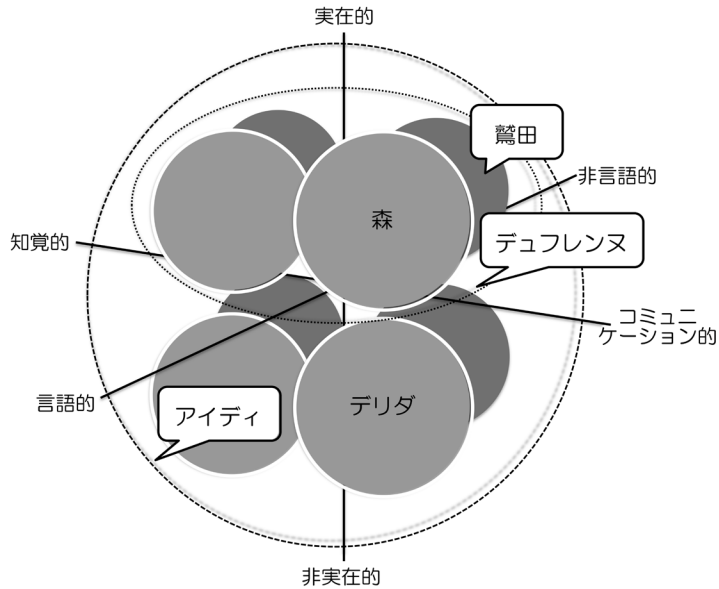 実在的
鷲田
非言語的
森
知覚的
デュフレンヌ
コミュニ
ケーション的
言語的
アイディ
デリダ
非実在的